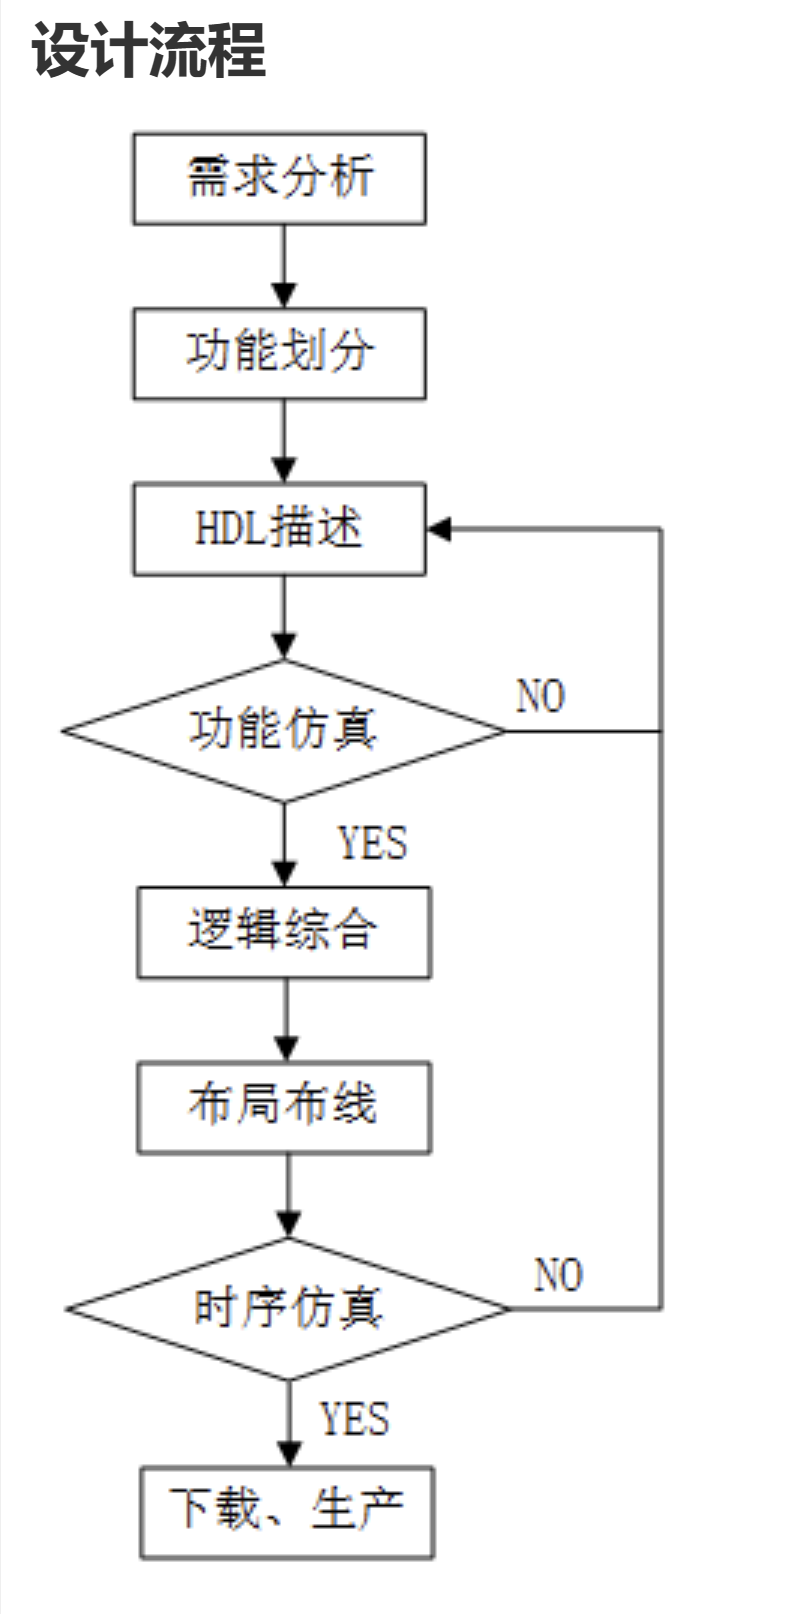 设计流程
需求分析
功能划分
HDL描述
功能仿真
NO
YES
逻辑综合
布局布线
时序仿真
NO
YES
下载、生产